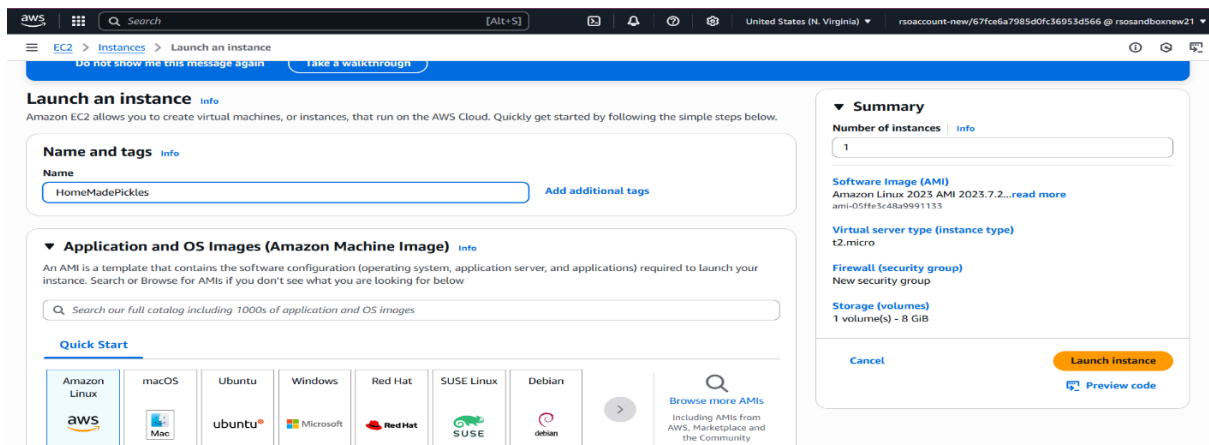 aws
Search [Alt+S]
United States (N. Virginia) ▼
rsoaccount-new/67fce6a7985d0fc36953d566 @ rsosandboxnew21 ▼
EC2 > Instances > Launch an instance
Do not show me this message again
Take a walkthrough
Launch an instance Info
Amazon EC2 allows you to create virtual machines, or instances, that run on the AWS Cloud. Quickly get started by following the simple steps below.
Name and tags Info
Name
HomeMadePickles
Add additional tags
▼ Application and OS Images (Amazon Machine Image) Info
An AMI is a template that contains the software configuration (operating system, application server, and applications) required to launch your
instance. Search or Browse for AMIs if you don't see what you are looking for
below
Search our full catalog including 1000s of application and OS images
Quick Start
Amazon
Linux
aws
macOS
Mac
Ubuntu
ubuntu
Windows
Microsoft
Red Hat
Red Hat
SUSE Linux
SUSE
Debian
debian
Browse more AMIs
Including AMIs from
AWS, Marketplace and
the Community
▼ Summary
Number of instances Info
1
Software Image (AMI)
Amazon Linux 2023 AMI 2023.7.2...read more
ami-05ffe3c48a9991133
Virtual server type (instance type)
t2.micro
Firewall (security group)
New security group
Storage (volumes)
1 volume(s) - 8 GiB
Cancel
Launch instance
Preview code